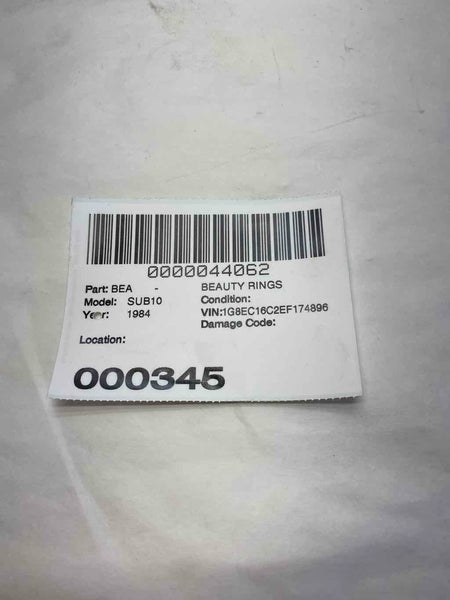 0000044062
Part: BEA - BEAUTY RINGS
Model: SUB10 Condition:
Year: 1984 VIN:1G8EC16C2EF174896
Damage Code:
Location:
000345